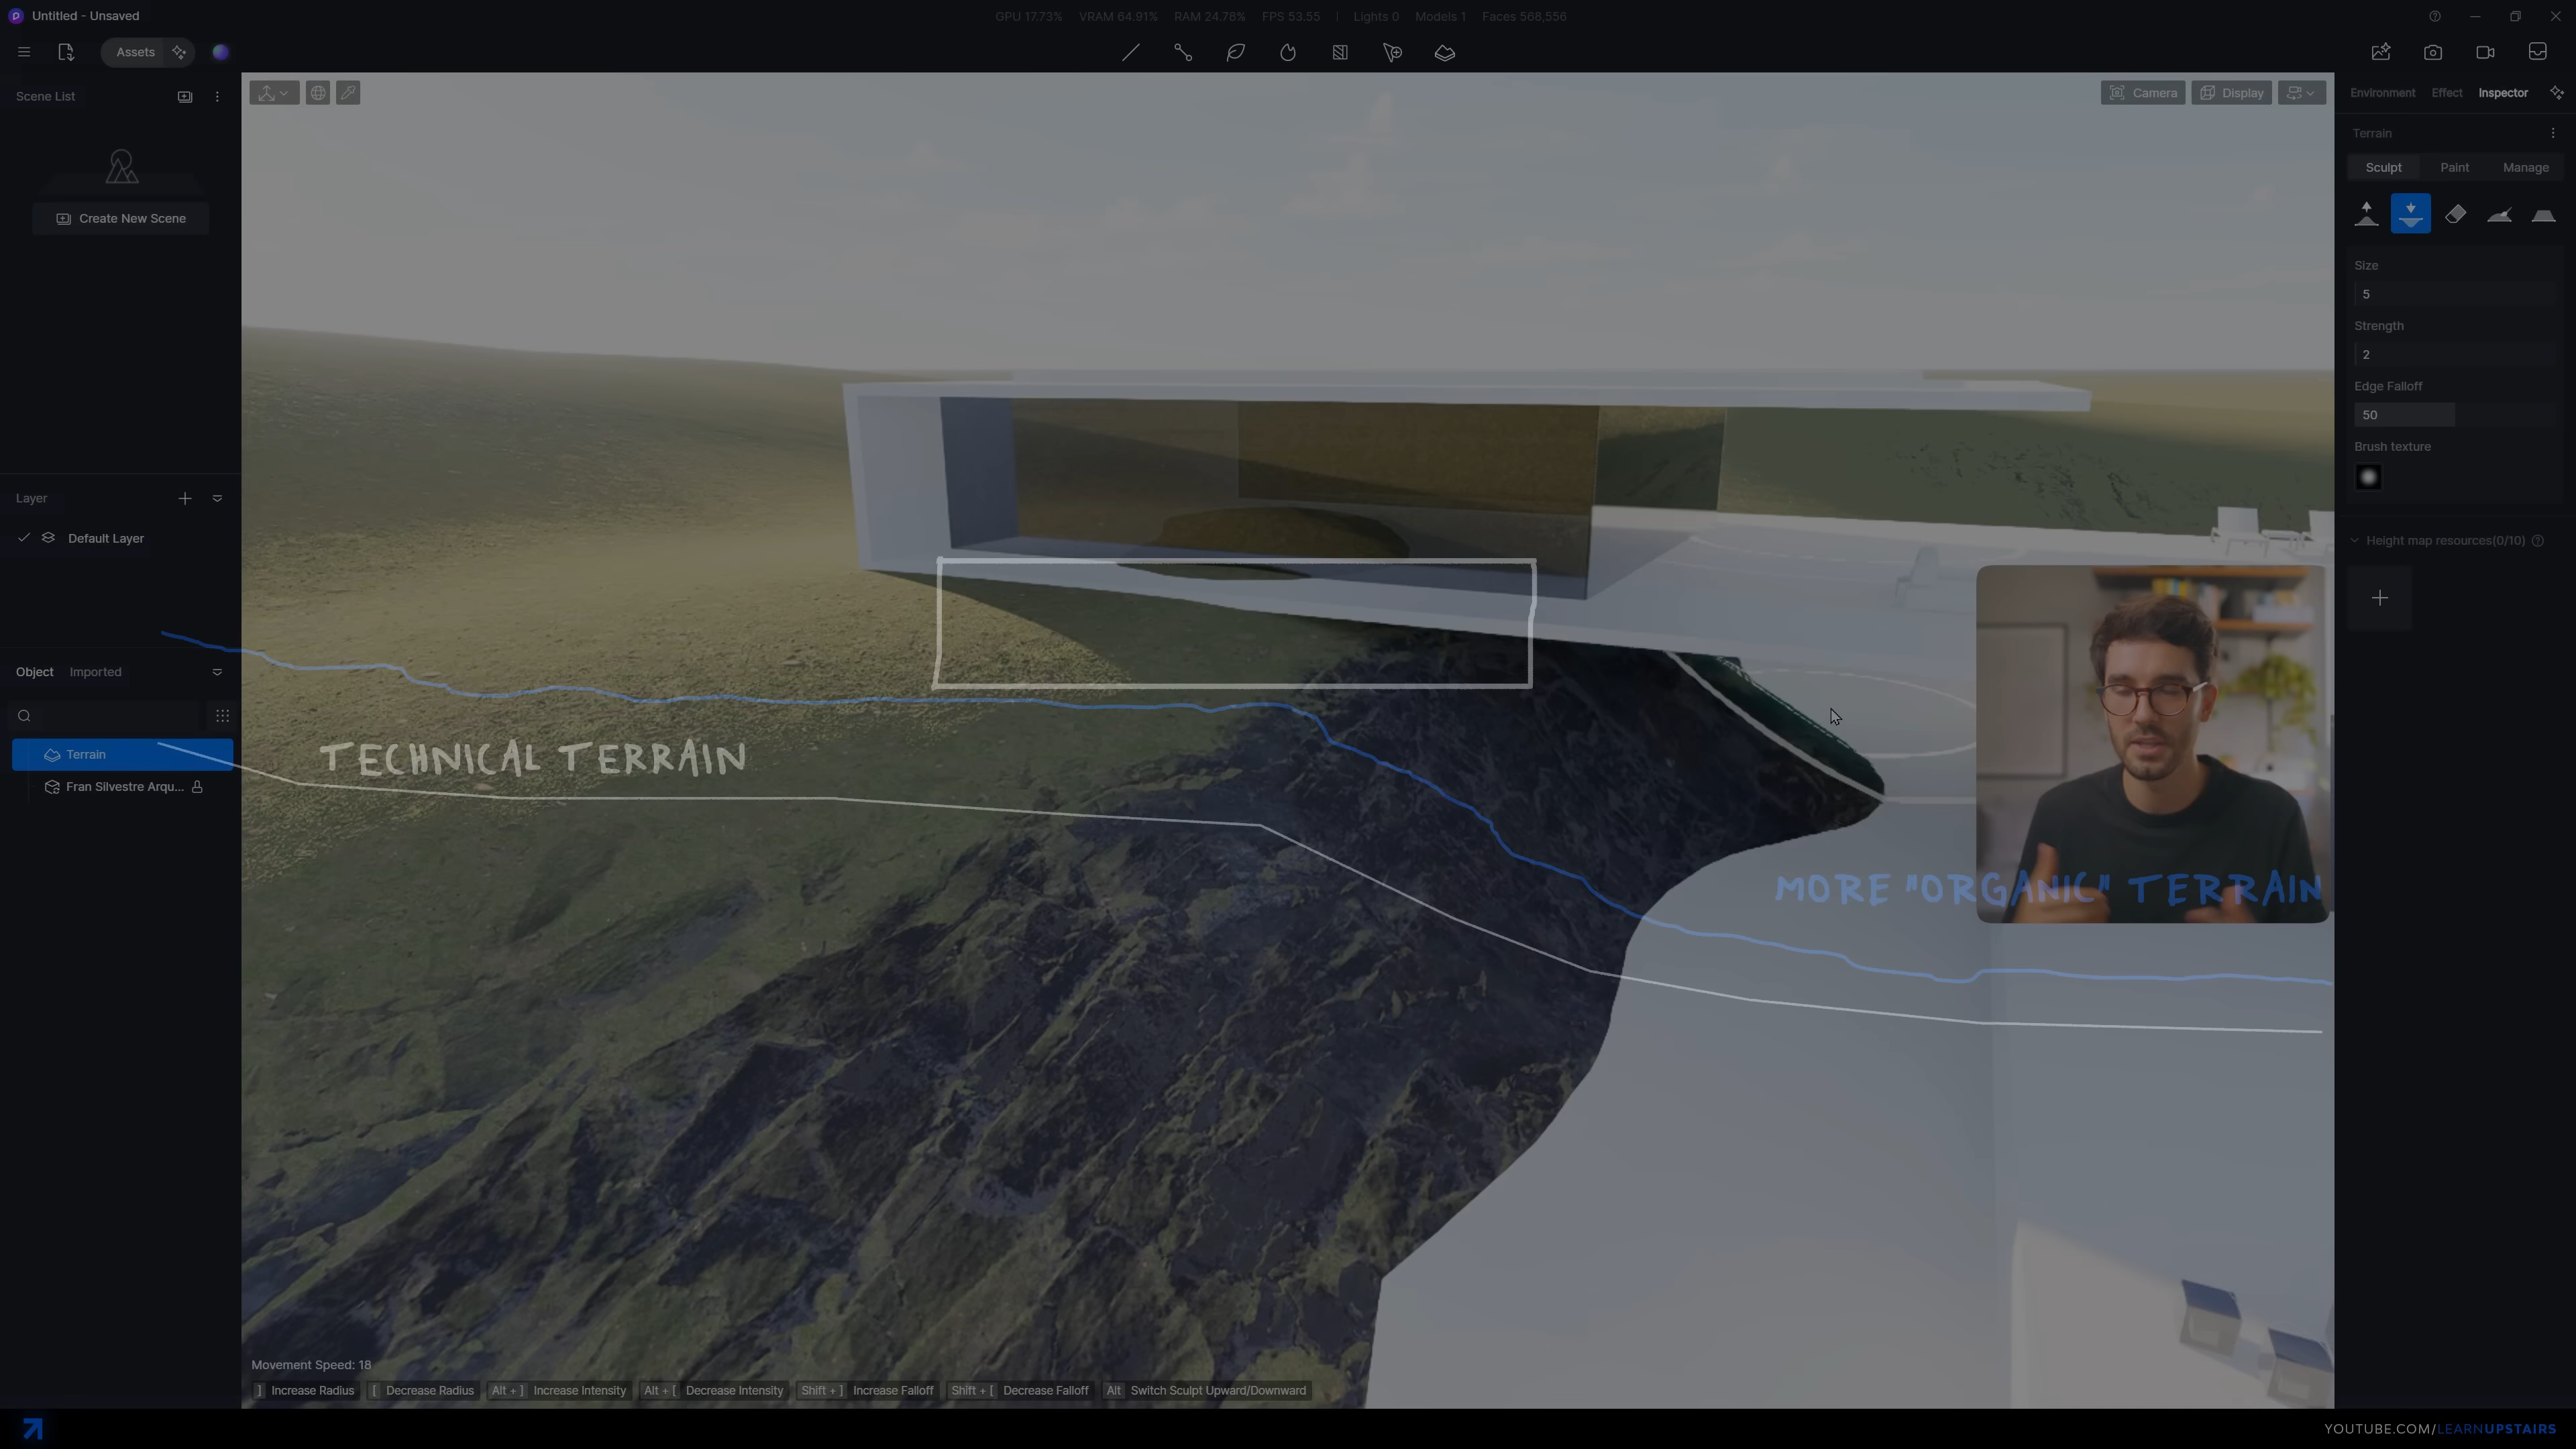 Untitled - Unsaved
GPU 17.73% VRAM 64.91% RAM 24.78% FPS 53.55 | Lights 0 Models 1 Faces 568,556
Assets
Scene List
Camera
Display
Environment Effect Inspector
Terrain
Sculpt Paint Manage
Create New Scene
Size
5
Strength
2
Edge Falloff
50
Brush texture
Layer
Default Layer
Height map resources(0/10)
Object Imported
Terrain
Fran Silvestre Arqu...
TECHNICAL TERRAIN
MORE "ORGANIC" TERRAIN
Movement Speed: 18
] Increase Radius [ Decrease Radius Alt + ] Increase Intensity Alt + [ Decrease Intensity Shift + ] Increase Falloff Shift + [ Decrease Falloff Alt Switch Sculpt Upward/Downward
YOUTUBE.COM/LEARNUPSTAIRS